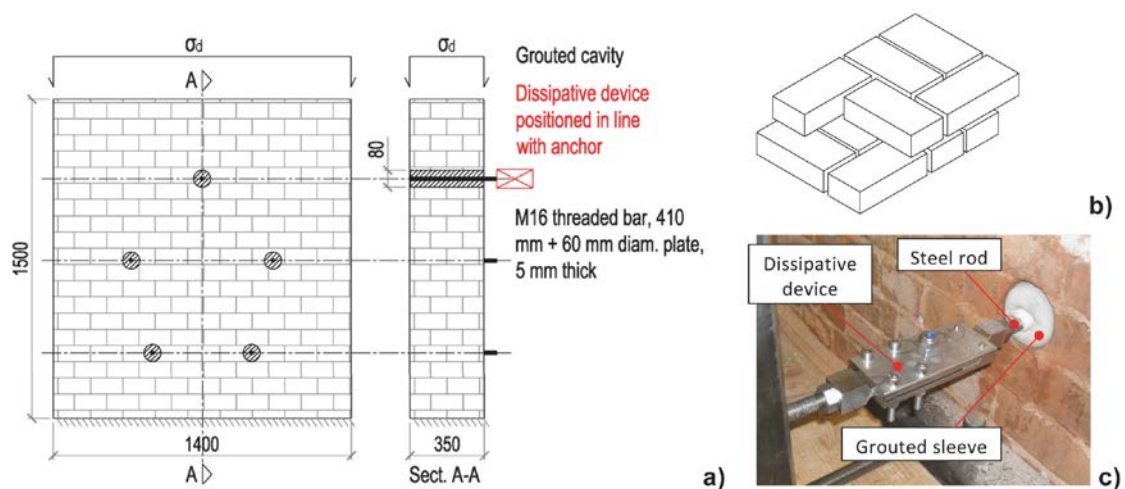 σd
A
1500
1400
A
σd
80
350
Sect. A-A
Grouted cavity
Dissipative device
positioned in line
with anchor
M16 threaded bar, 410
mm + 60 mm diam. plate,
5 mm thick
a)
b)
Dissipative
device
Steel rod
Grouted sleeve
c)